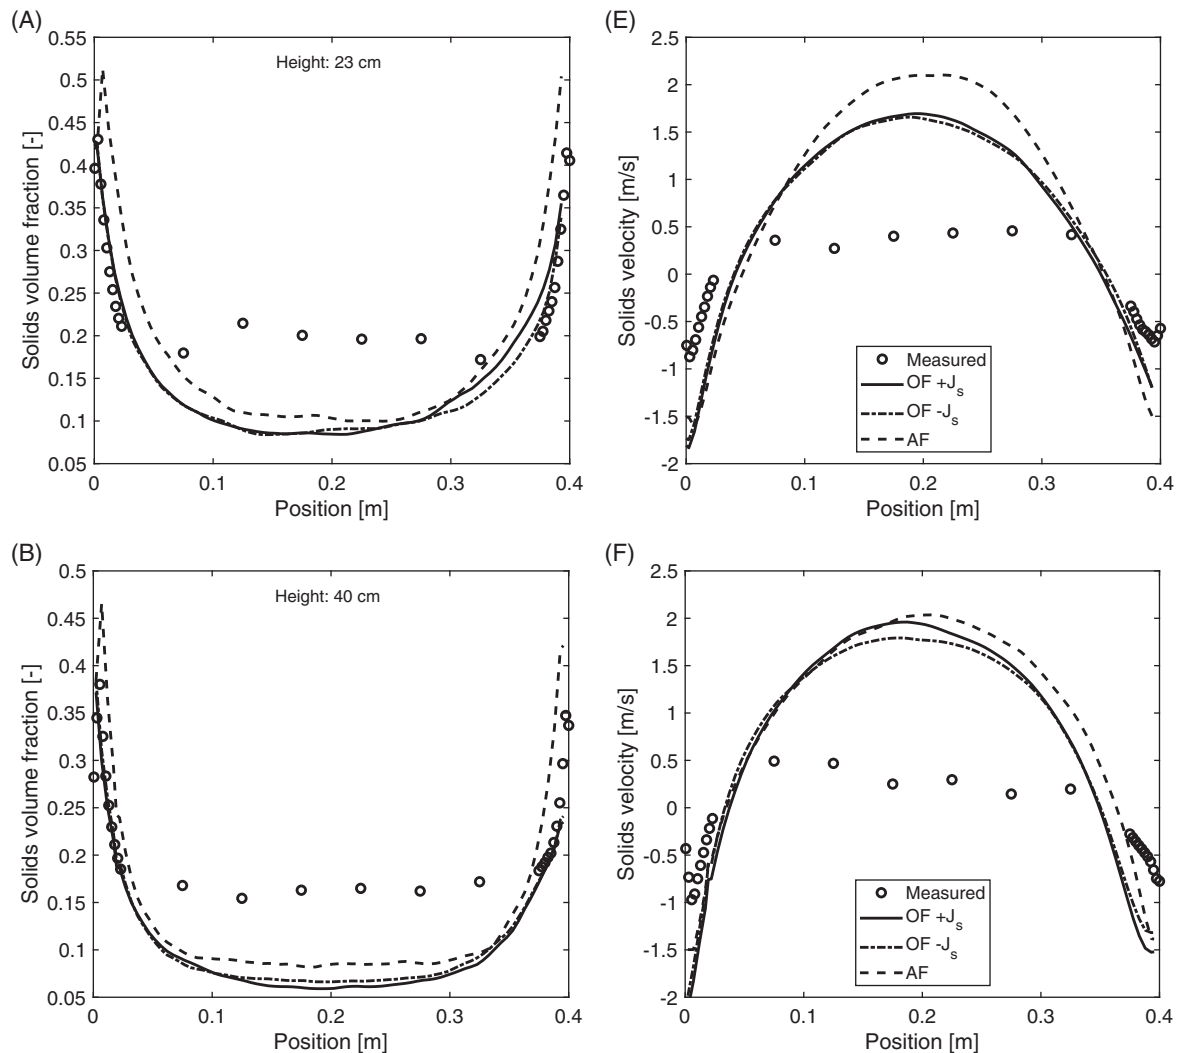 (A)
Height: 23 cm
Solids volume fraction [-]
0.55
0.5
0.45
0.4
0.35
0.3
0.25
0.2
0.15
0.1
0.05
0 0.1 0.2 0.3 0.4
Position [m]
(E)
Solids velocity [m/s]
2.5
2
1.5
1
0.5
0
-0.5
-1
-1.5
-2
Measured
OF +Js
OF -Js
AF
0 0.1 0.2 0.3 0.4
Position [m]
(B)
Height: 40 cm
Solids volume fraction [-]
0.5
0.45
0.4
0.35
0.3
0.25
0.2
0.15
0.1
0.05
0 0.1 0.2 0.3 0.4
Position [m]
(F)
Solids velocity [m/s]
2.5
2
1.5
1
0.5
0
-0.5
-1
-1.5
-2
Measured
OF +Js
OF -Js
AF
0 0.1 0.2 0.3 0.4
Position [m]